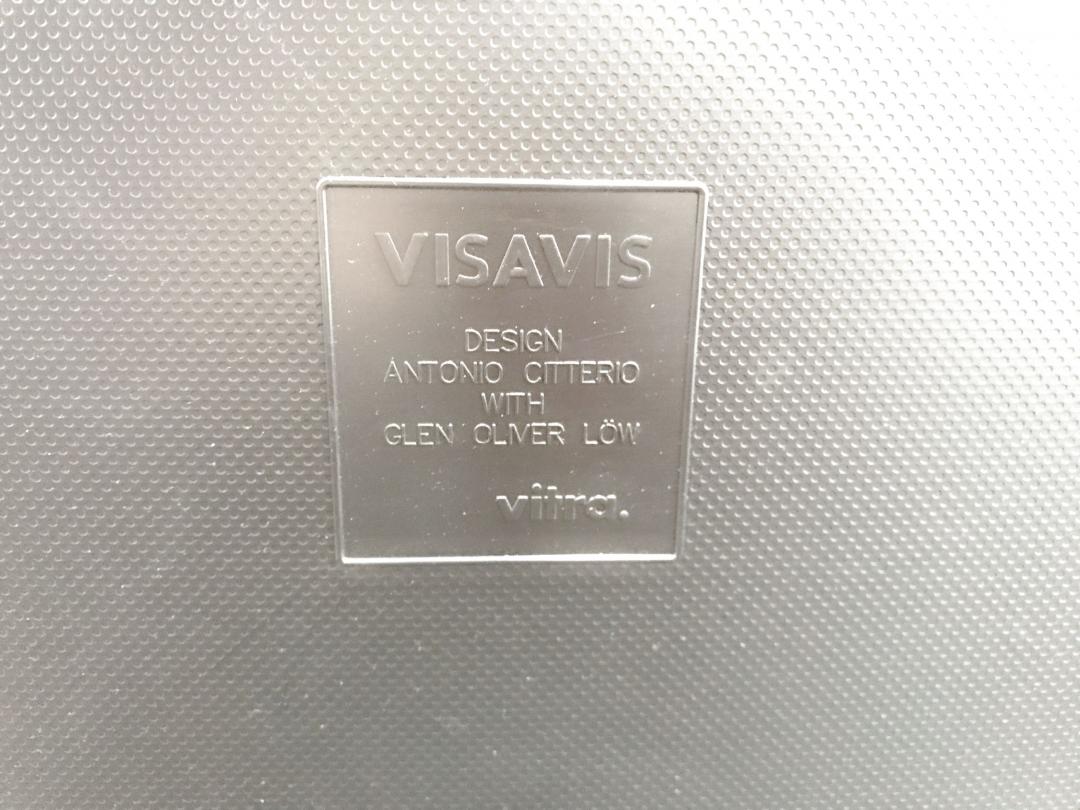 VISAVIS
DESIGN
ANTONIO CITTERIO
WITH
GLEN OLIVER LÖW
vitra.